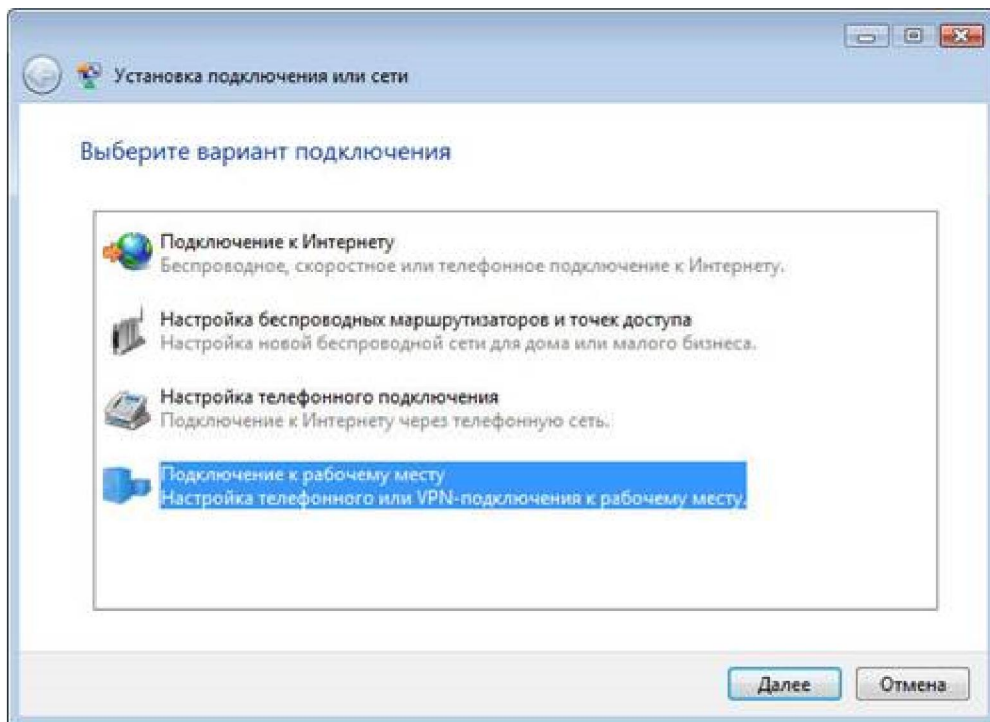 Установка подключения или сети
Выберите вариант подключения
Подключение к Интернету
Беспроводное, скоростное или телефонное подключение к Интернету.
Настройка беспроводных маршрутизаторов и точек доступа
Настройка новой беспроводной сети для дома или малого бизнеса.
Настройка телефонного подключения
Подключение к Интернету через телефонную сеть.
Подключение к рабочему месту
Настройка телефонного или VPN-подключения к рабочему месту.
Далее Отмена